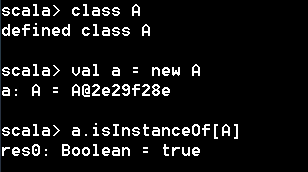 scala> class A
defined class A
scala> val a = new A
a: A = A@2e29f28e
scala> a.isInstanceOf[A]
res0: Boolean = true